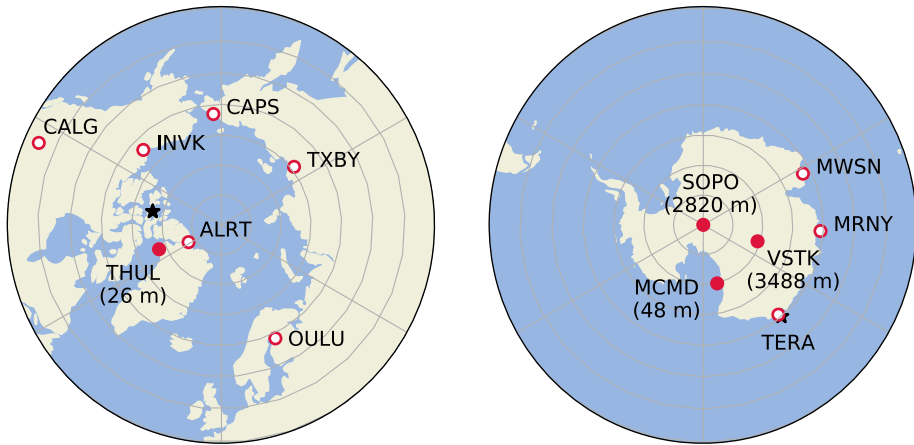 CAPS
CALG
INVK
TXBY
ALRT
THUL
(26 m)
OULU
MWSN
SOPO
(2820 m)
MRNY
VSTK
(3488 m)
MCMD
(48 m)
TERA